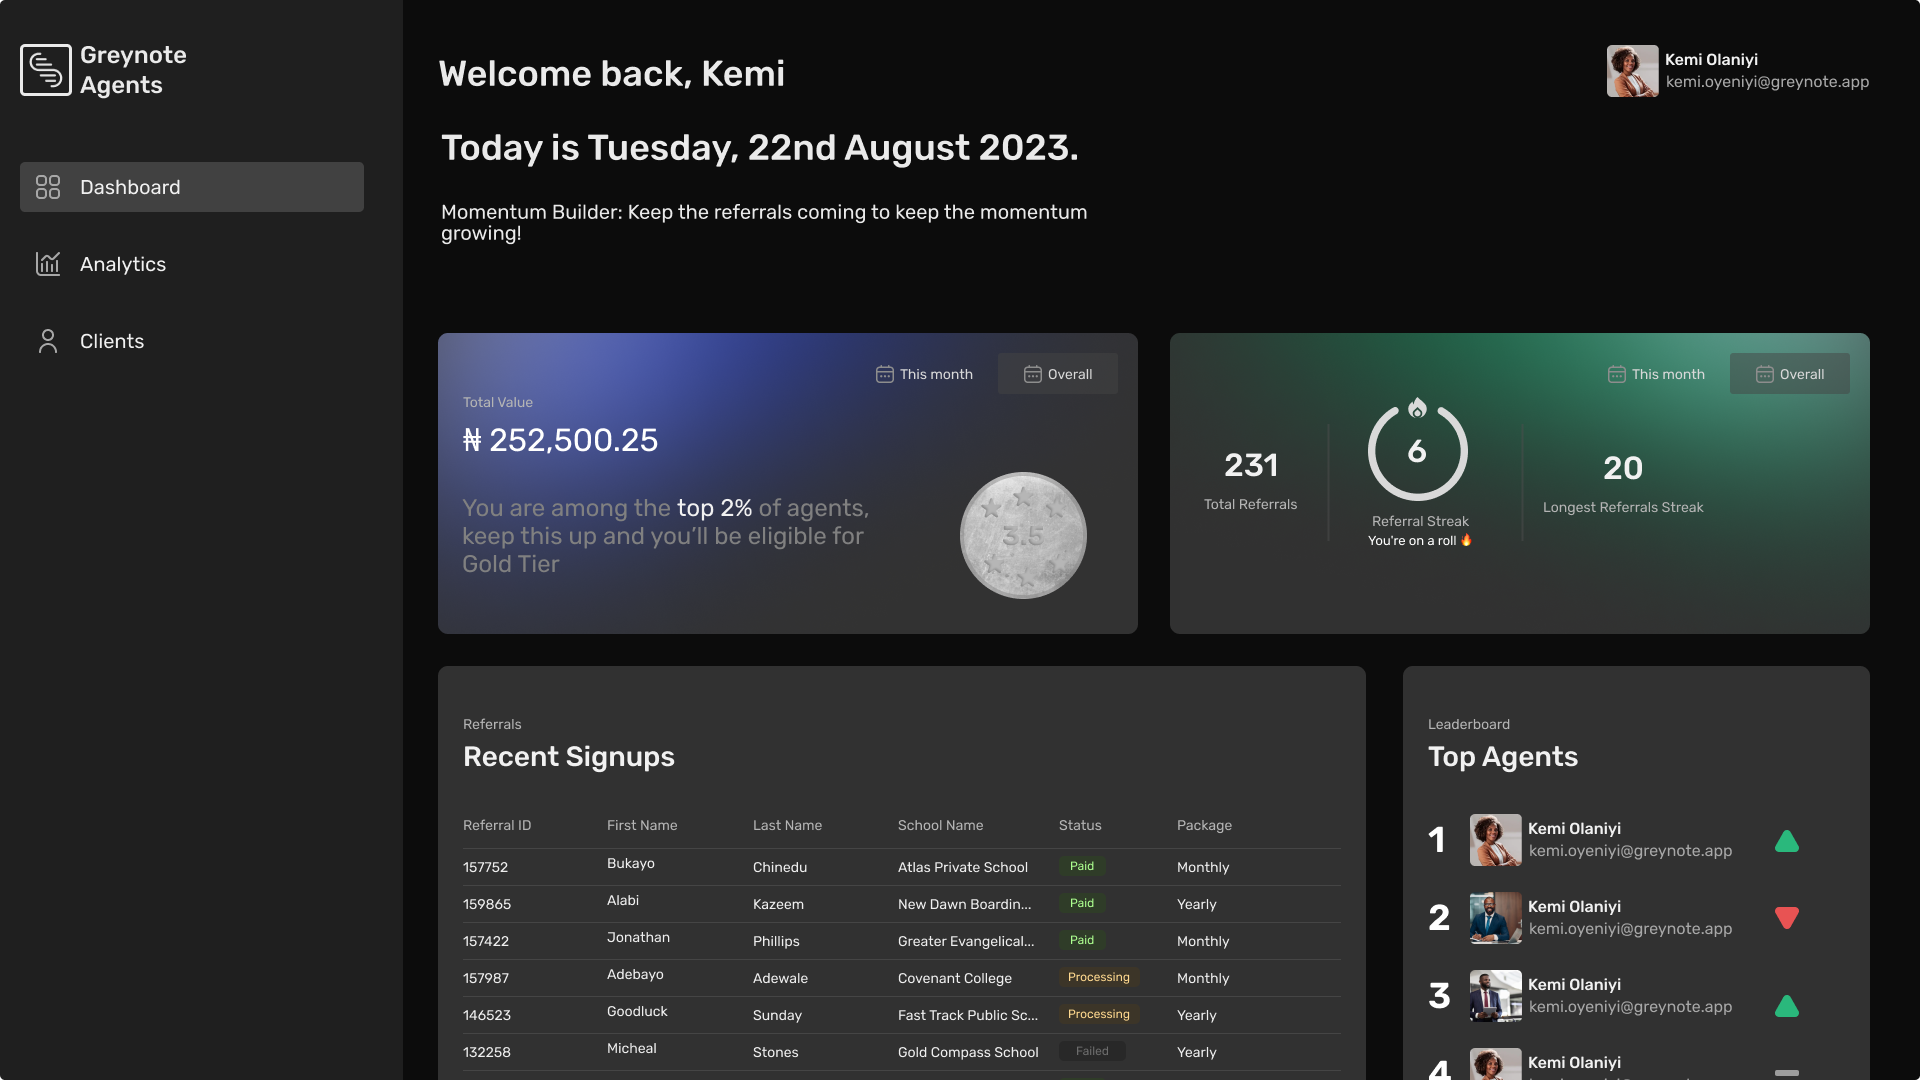 Greynote
Agents
Dashboard
Analytics
Clients
Welcome back, Kemi
Kemi Olaniyi
kemi.oyeniyi@greynote.app
Today is Tuesday, 22nd August 2023.
Momentum Builder: Keep the referrals coming to keep the momentum
growing!
This month
Overall
Total Value
₦ 252,500.25
You are among the top 2% of agents,
keep this up and you’ll be eligible for
Gold Tier
3.5
This month
Overall
231
Total Referrals
6
Referral Streak
You're on a roll 🔥
20
Longest Referrals Streak
Referrals
Recent Signups
Referral ID First Name Last Name School Name Status Package
157752 Bukayo Chinedu Atlas Private School Paid Monthly
159865 Alabi Kazeem New Dawn Boardin... Paid Yearly
157422 Jonathan Phillips Greater Evangelical... Paid Monthly
157987 Adebayo Adewale Covenant College Processing Monthly
146523 Goodluck Sunday Fast Track Public Sc... Processing Yearly
132258 Micheal Stones Gold Compass School Failed Yearly
Leaderboard
Top Agents
1
Kemi Olaniyi
kemi.oyeniyi@greynote.app
2
Kemi Olaniyi
kemi.oyeniyi@greynote.app
3
Kemi Olaniyi
kemi.oyeniyi@greynote.app
4
Kemi Olaniyi